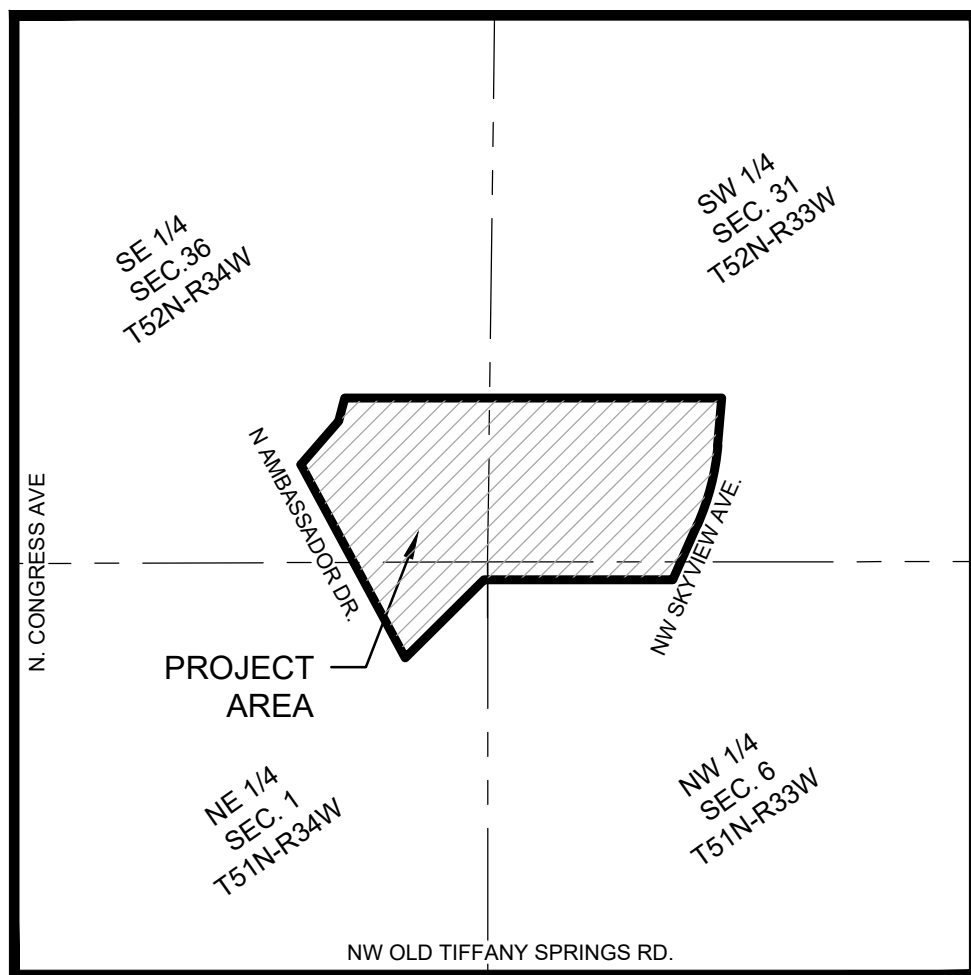 SE 1/4
SEC.36
T52N-R34W
SW 1/4
SEC. 31
T52N-R33W
N. CONGRESS AVE
N AMBASSADOR DR.
NW SKYVIEW AVE.
PROJECT
AREA
NE 1/4
SEC. 1
T51N-R34W
NW 1/4
SEC. 6
T51N-R33W
NW OLD TIFFANY SPRINGS RD.